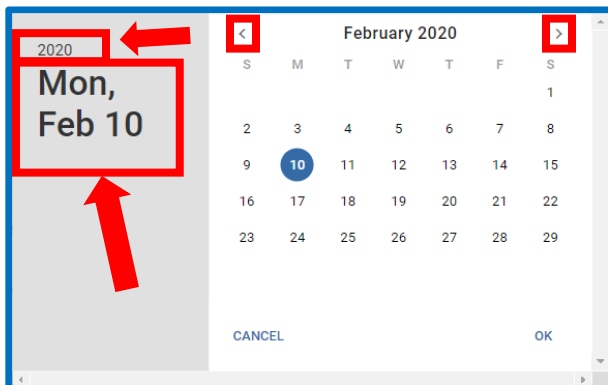 2020
Mon,
Feb 10
< February 2020 >
S M T W T F S
1
2 3 4 5 6 7 8
9 10 11 12 13 14 15
16 17 18 19 20 21 22
23 24 25 26 27 28 29
CANCEL OK